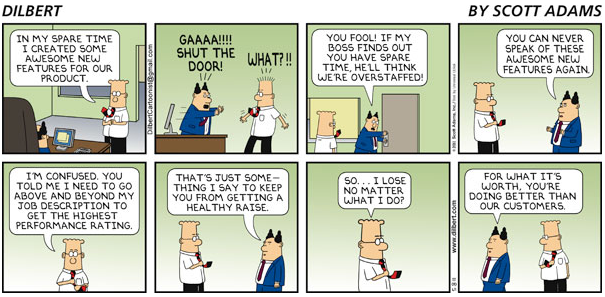 DILBERT
BY SCOTT ADAMS
IN MY SPARE TIME
I CREATED SOME
AWESOME NEW
FEATURES FOR OUR
PRODUCT.
DilbertCartoonist@gmail.com
GAAAA!!!!
SHUT THE
DOOR!
WHAT?!!
YOU FOOL! IF MY
BOSS FINDS OUT
YOU HAVE SPARE
TIME, HE'LL THINK
WE'RE OVERSTAFFED!
YOU CAN NEVER
SPEAK OF THESE
AWESOME NEW
FEATURES AGAIN.
I'M CONFUSED. YOU
TOLD ME I NEED TO GO
ABOVE AND BEYOND MY
JOB DESCRIPTION TO
GET THE HIGHEST
PERFORMANCE RATING.
THAT'S JUST SOME-
THING I SAY TO KEEP
YOU FROM GETTING A
HEALTHY RAISE.
SO. . . I LOSE
NO MATTER
WHAT I DO?
www.dilbert.com
FOR WHAT IT'S
WORTH, YOU'RE
DOING BETTER THAN
OUR CUSTOMERS.